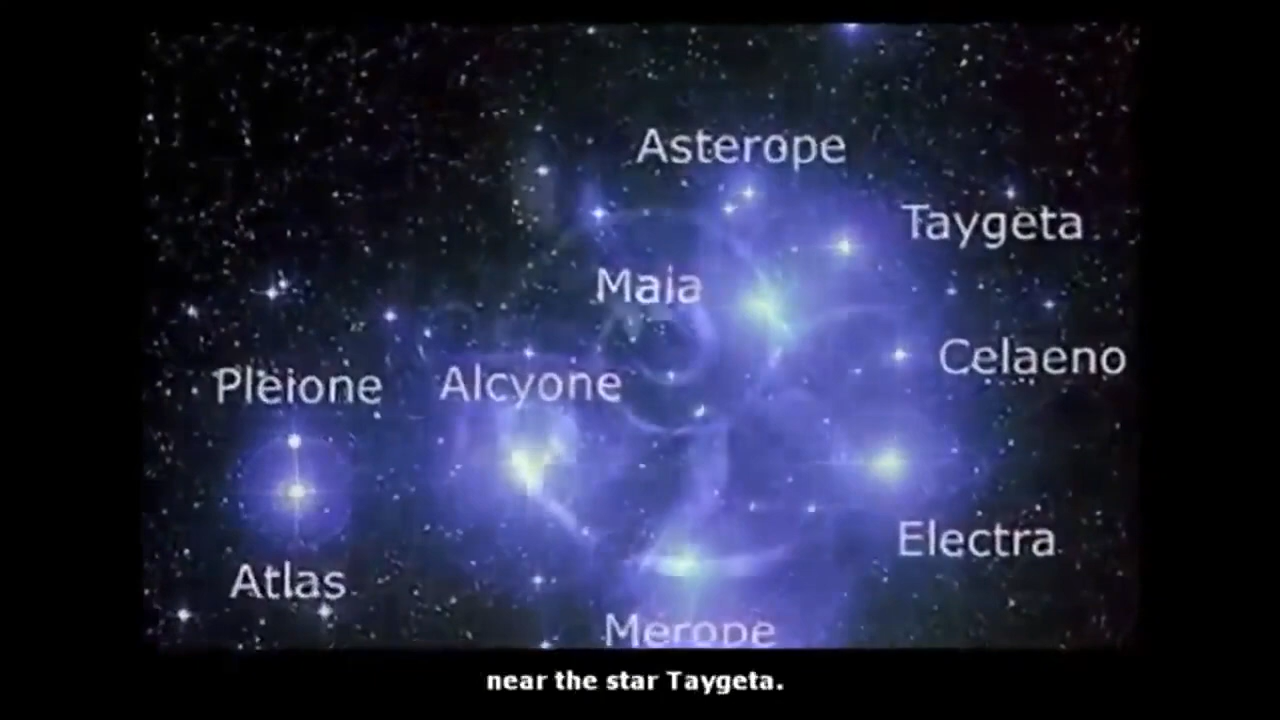 Asterope
Taygeta
Maia
Celaeno
Pleione
Alcyone
Electra
Atlas
Merope
near the star Taygeta.